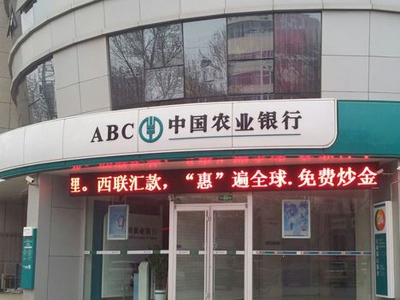 ABC 中国农业银行
里。西联汇款，“惠”遍全球.免费炒金